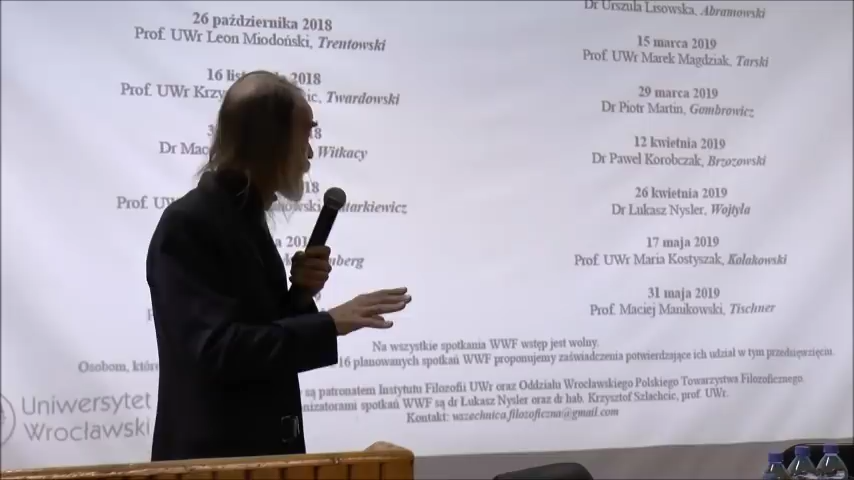 26 października 2018
Prof. UWr Leon Miodoński, Trentowski
16 2018
Prof. UWr Twardowski
Dr Witkacy
Prof. UWr
Dr Urszula Lisowska, Abramowski
15 marca 2019
Prof. UWr Marek Magdziak, Tarski
29 marca 2019
Dr Piotr Martin, Gombrowicz
12 kwietnia 2019
Dr Paweł Korobczak, Brzozowski
26 kwietnia 2019
Dr Łukasz Nysler, Wojtyła
17 maja 2019
Prof. UWr Maria Kostyszak, Kołakowski
31 maja 2019
Prof. Maciej Manikowski, Tischner
Na wszystkie spotkania WWF wstęp jest wolny.
Osobom, 16 planowanych spotkań WWF proponujemy zaświadczenia potwierdzające ich udział w tym przedsięwzięciu.
są patronatem Instytutu Filozofii UWr oraz Oddziału Wrocławskiego Polskiego Towarzystwa Filozoficznego.
spotkań WWF są dr Łukasz Nysler oraz dr hab. Krzysztof Szlachcic, prof. UWr.
Kontakt: wszechnica.filozoficzna@gmail.com
Uniwersytet
Wrocławski